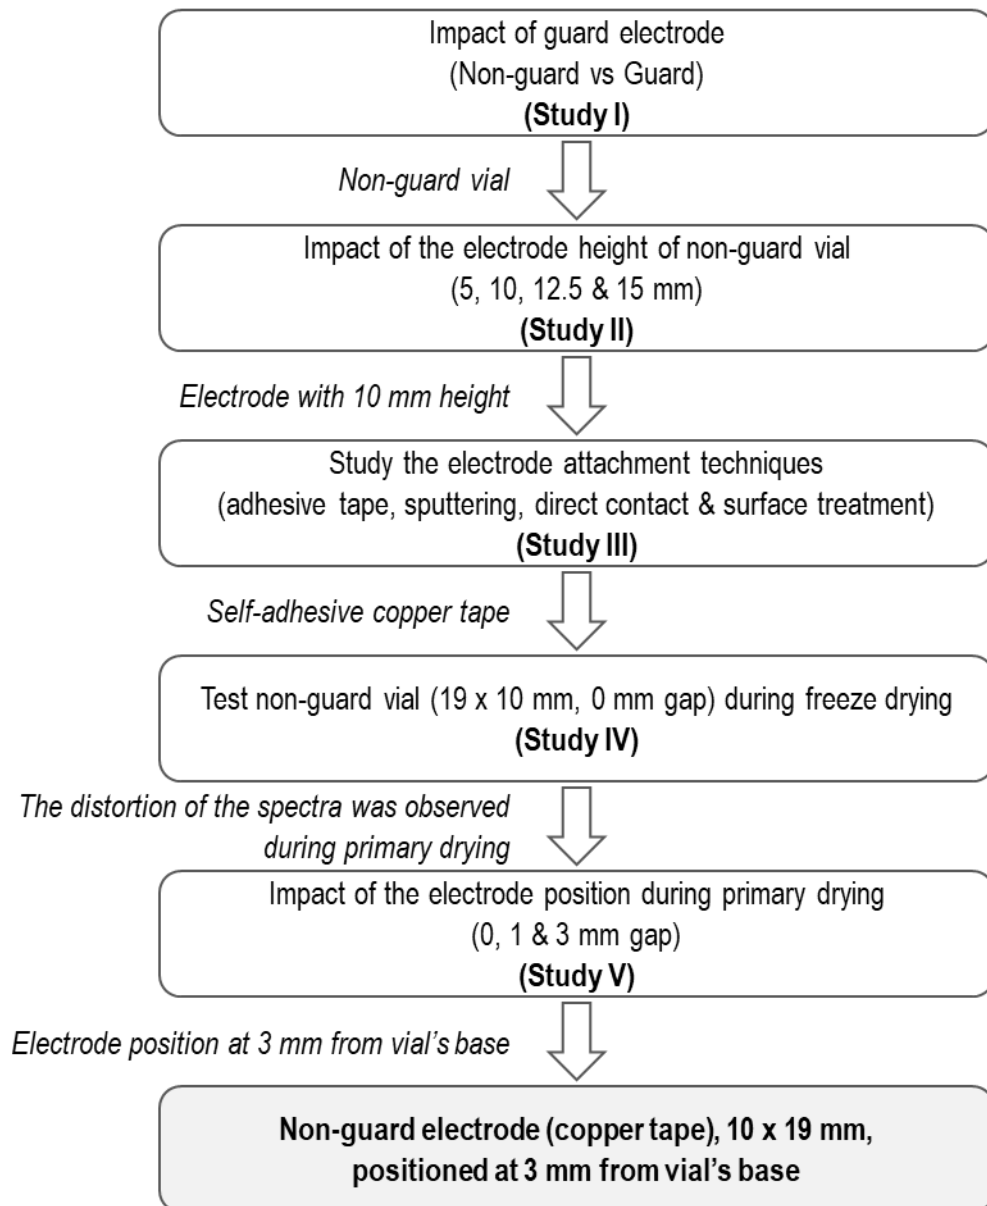 Impact of guard electrode
(Non-guard vs Guard)
(Study I)
Non-guard vial
Impact of the electrode height of non-guard vial
(5, 10, 12.5 & 15 mm)
(Study II)
Electrode with 10 mm height
Study the electrode attachment techniques
(adhesive tape, sputtering, direct contact & surface treatment)
(Study III)
Self-adhesive copper tape
Test non-guard vial (19 x 10 mm, 0 mm gap) during freeze drying
(Study IV)
The distortion of the spectra was observed
during primary drying
Impact of the electrode position during primary drying
(0, 1 & 3 mm gap)
(Study V)
Electrode position at 3 mm from vial's base
Non-guard electrode (copper tape), 10 x 19 mm,
positioned at 3 mm from vial's base